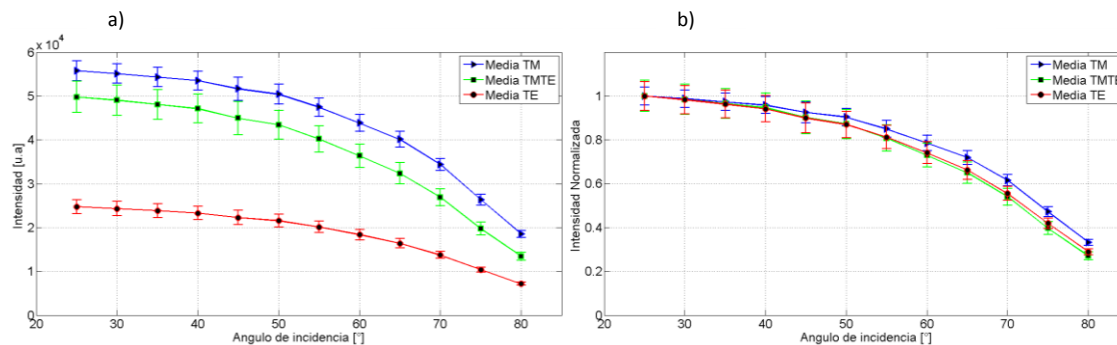 a)
x 10^4
6
5
4
3
2
1
0
Intensidad [u.a]
20 30 40 50 60 70 80
Angulo de incidencia [°]
Media TM
Media TMTE
Media TE
b)
1
0.8
0.6
0.4
0.2
0
Intensidad Normalizada
20 30 40 50 60 70 80
Angulo de incidencia [°]
Media TM
Media TMTE
Media TE